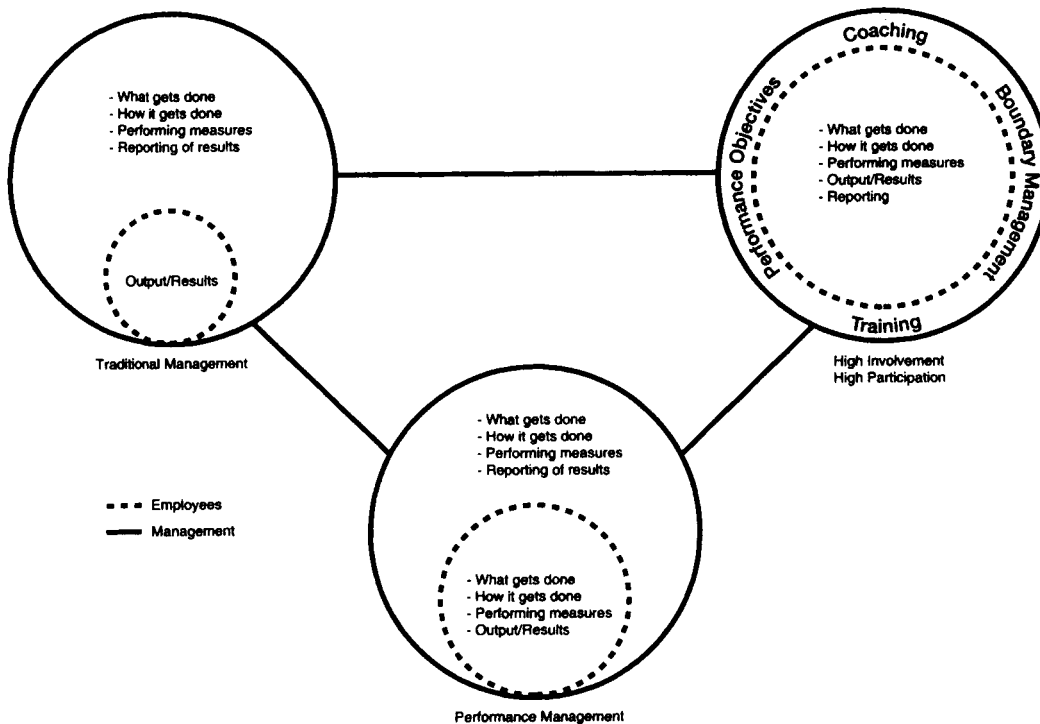 - What gets done
- How it gets done
- Performing measures
- Reporting of results
Output/Results
Traditional Management
Coaching
Performance Objectives
Boundary Management
- What gets done
- How it gets done
- Performing measures
- Output/Results
- Reporting
Training
High Involvement
High Participation
- What gets done
- How it gets done
- Performing measures
- Reporting of results
- What gets done
- How it gets done
- Performing measures
- Output/Results
Performance Management
Employees
Management